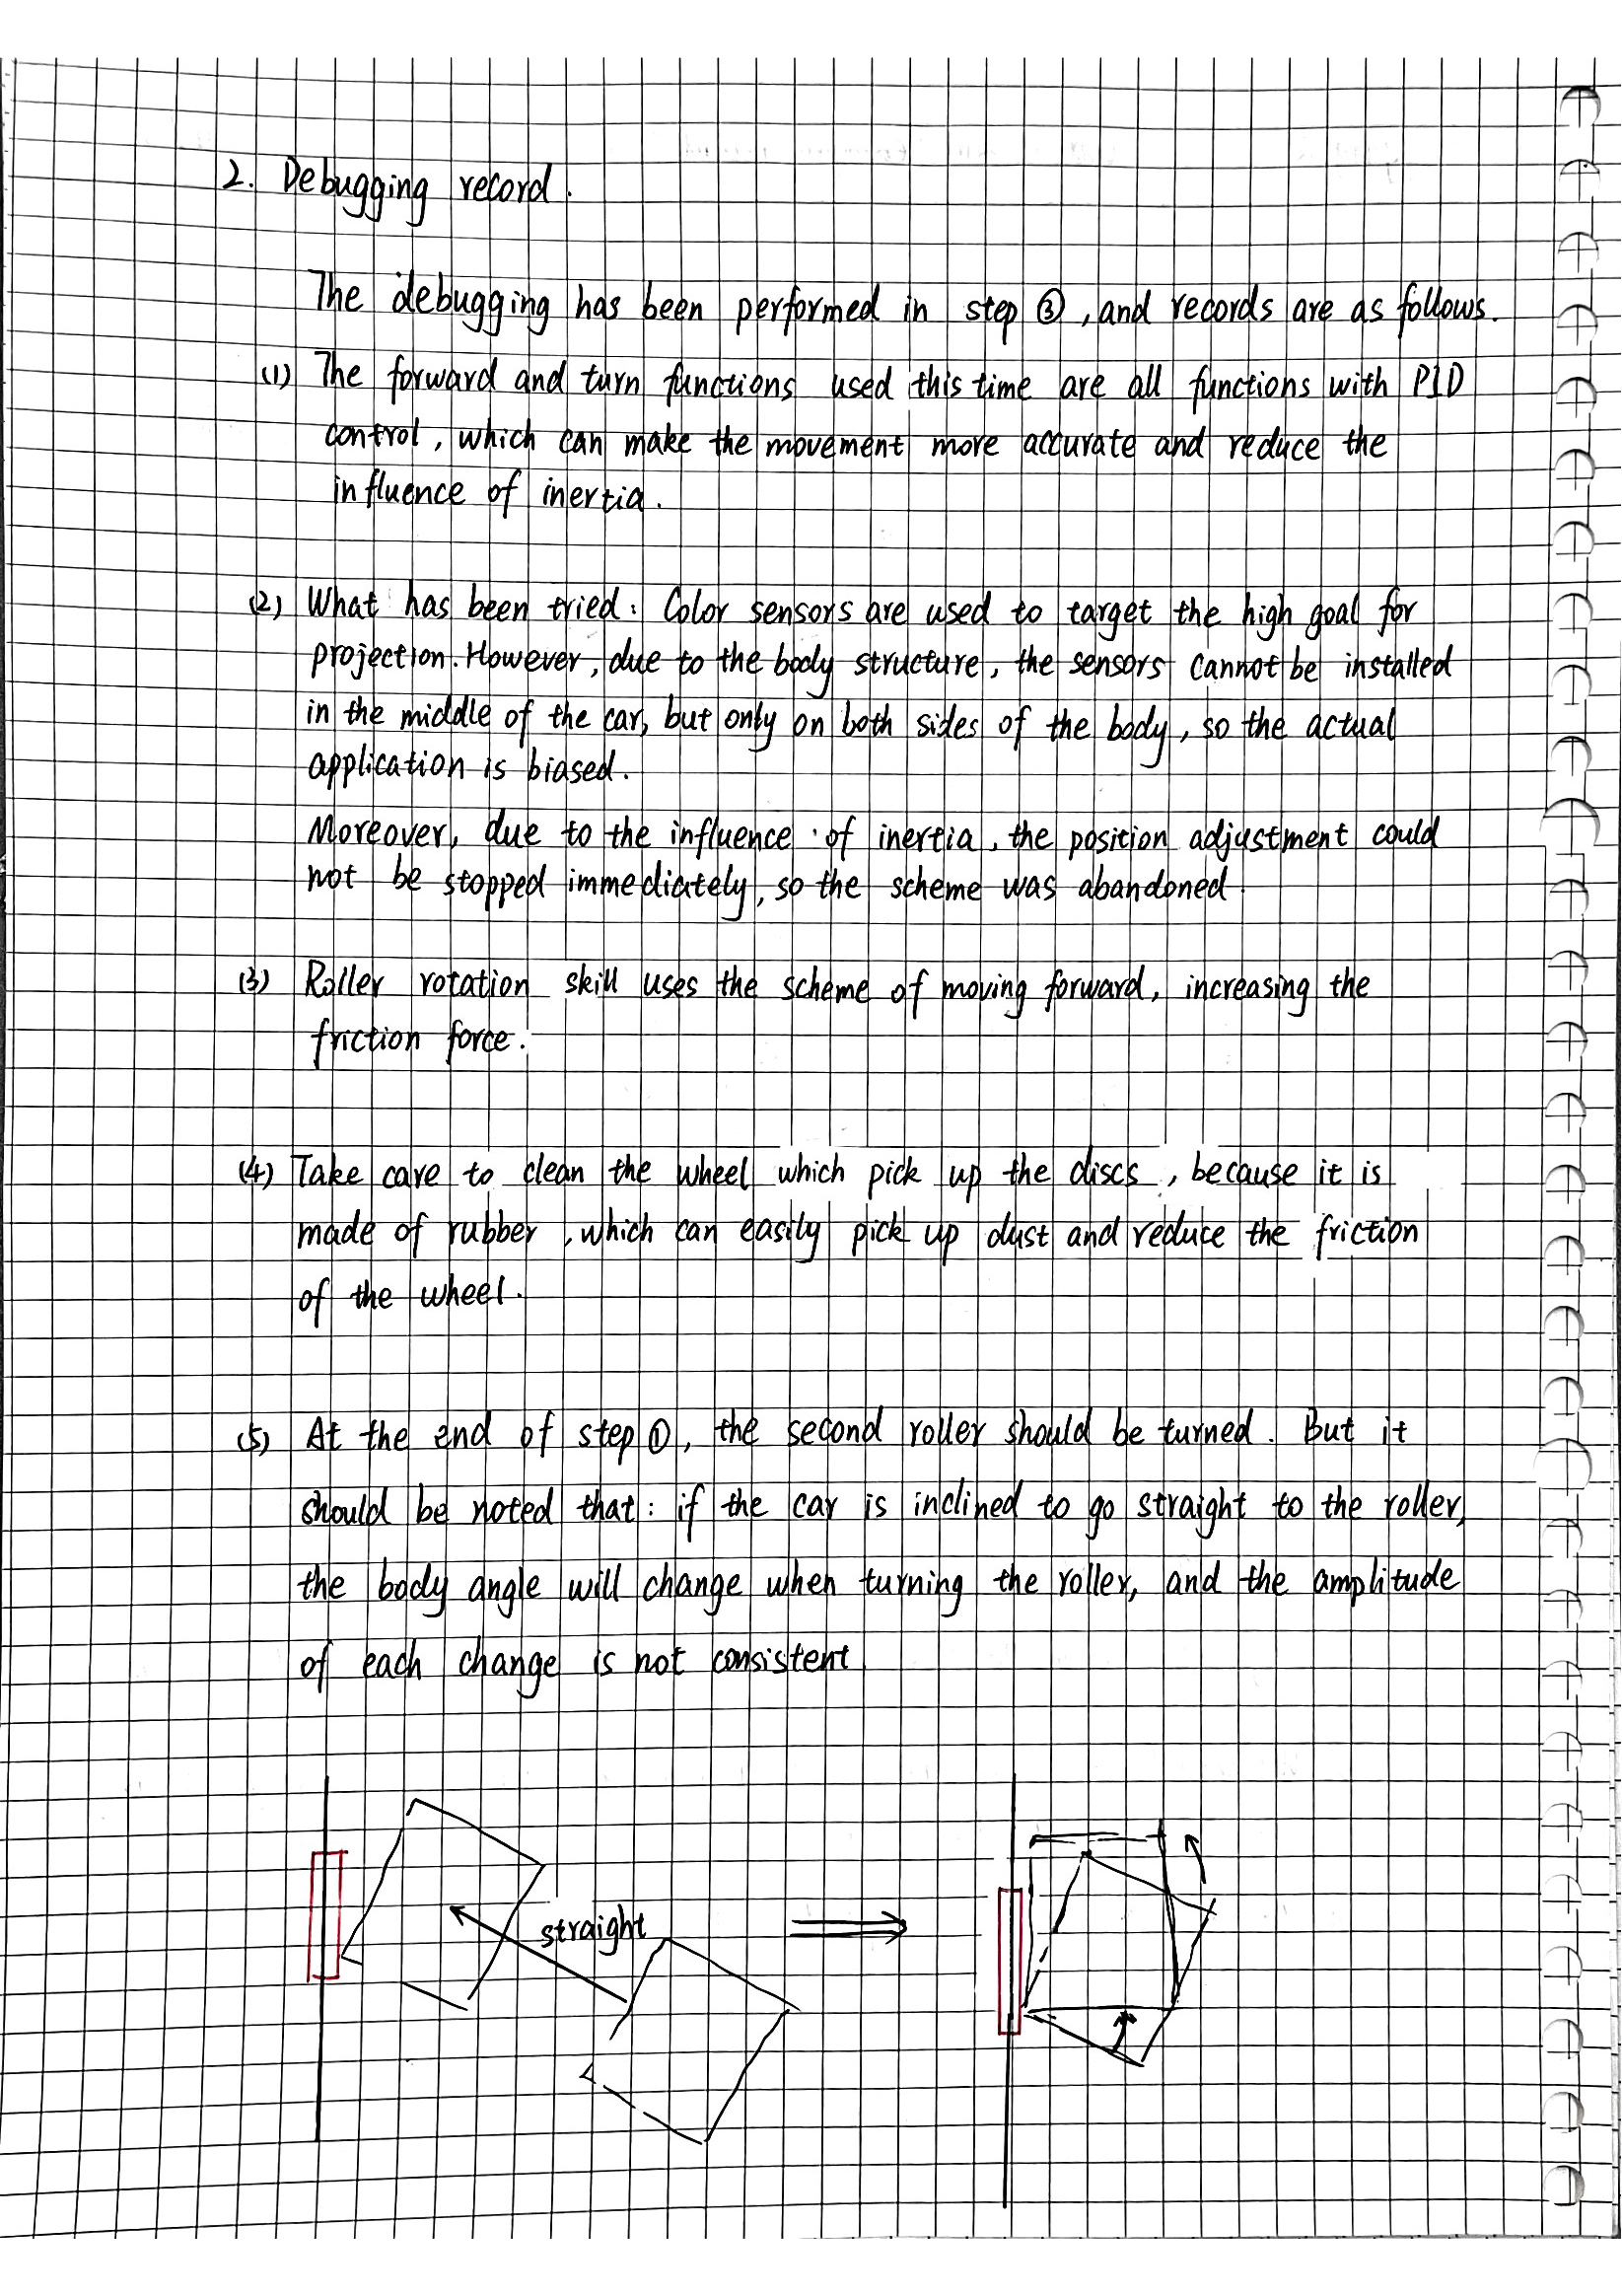 2. Debugging record.
The debugging has been performed in step ③, and records are as follows.
(1) The forward and turn functions used this time are all functions with PID
control, which can make the movement more accurate and reduce the
influence of inertia.
(2) What has been tried: Color sensors are used to target the high goal for
projection. However, due to the body structure, the sensors cannot be installed
in the middle of the car, but only on both sides of the body, so the actual
application is biased.
Moreover, due to the influence of inertia, the position adjustment could
not be stopped immediately, so the scheme was abandoned.
(3) Roller rotation skill uses the scheme of moving forward, increasing the
friction force.
(4) Take care to clean the wheel which pick up the discs, because it is
made of rubber, which can easily pick up dust and reduce the friction
of the wheel.
(5) At the end of step ①, the second roller should be turned. But it
should be noted that: if the car is inclined to go straight to the roller,
the body angle will change when turning the roller, and the amplitude
of each change is not consistent.
straight